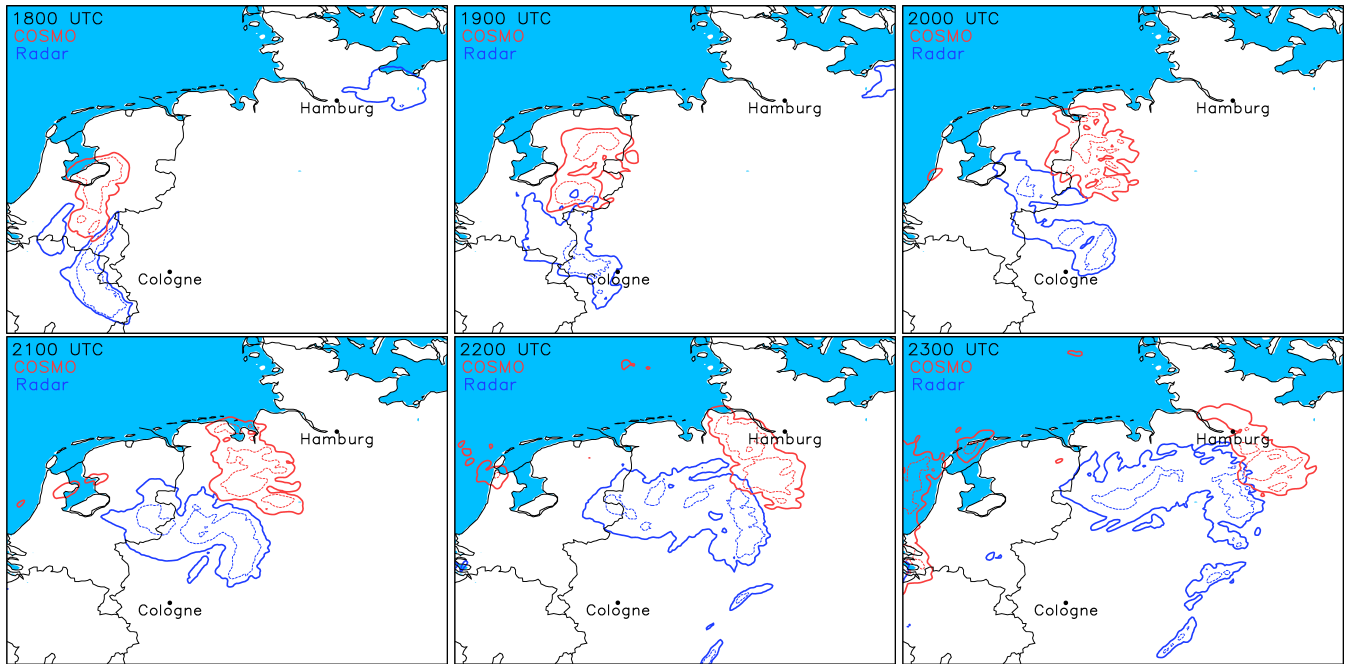 1800 UTC
COSMO
Radar
Hamburg
Cologne
1900 UTC
COSMO
Radar
Hamburg
Cologne
2000 UTC
COSMO
Radar
Hamburg
Cologne
2100 UTC
COSMO
Radar
Hamburg
Cologne
2200 UTC
COSMO
Radar
Hamburg
Cologne
2300 UTC
COSMO
Radar
Hamburg
Cologne